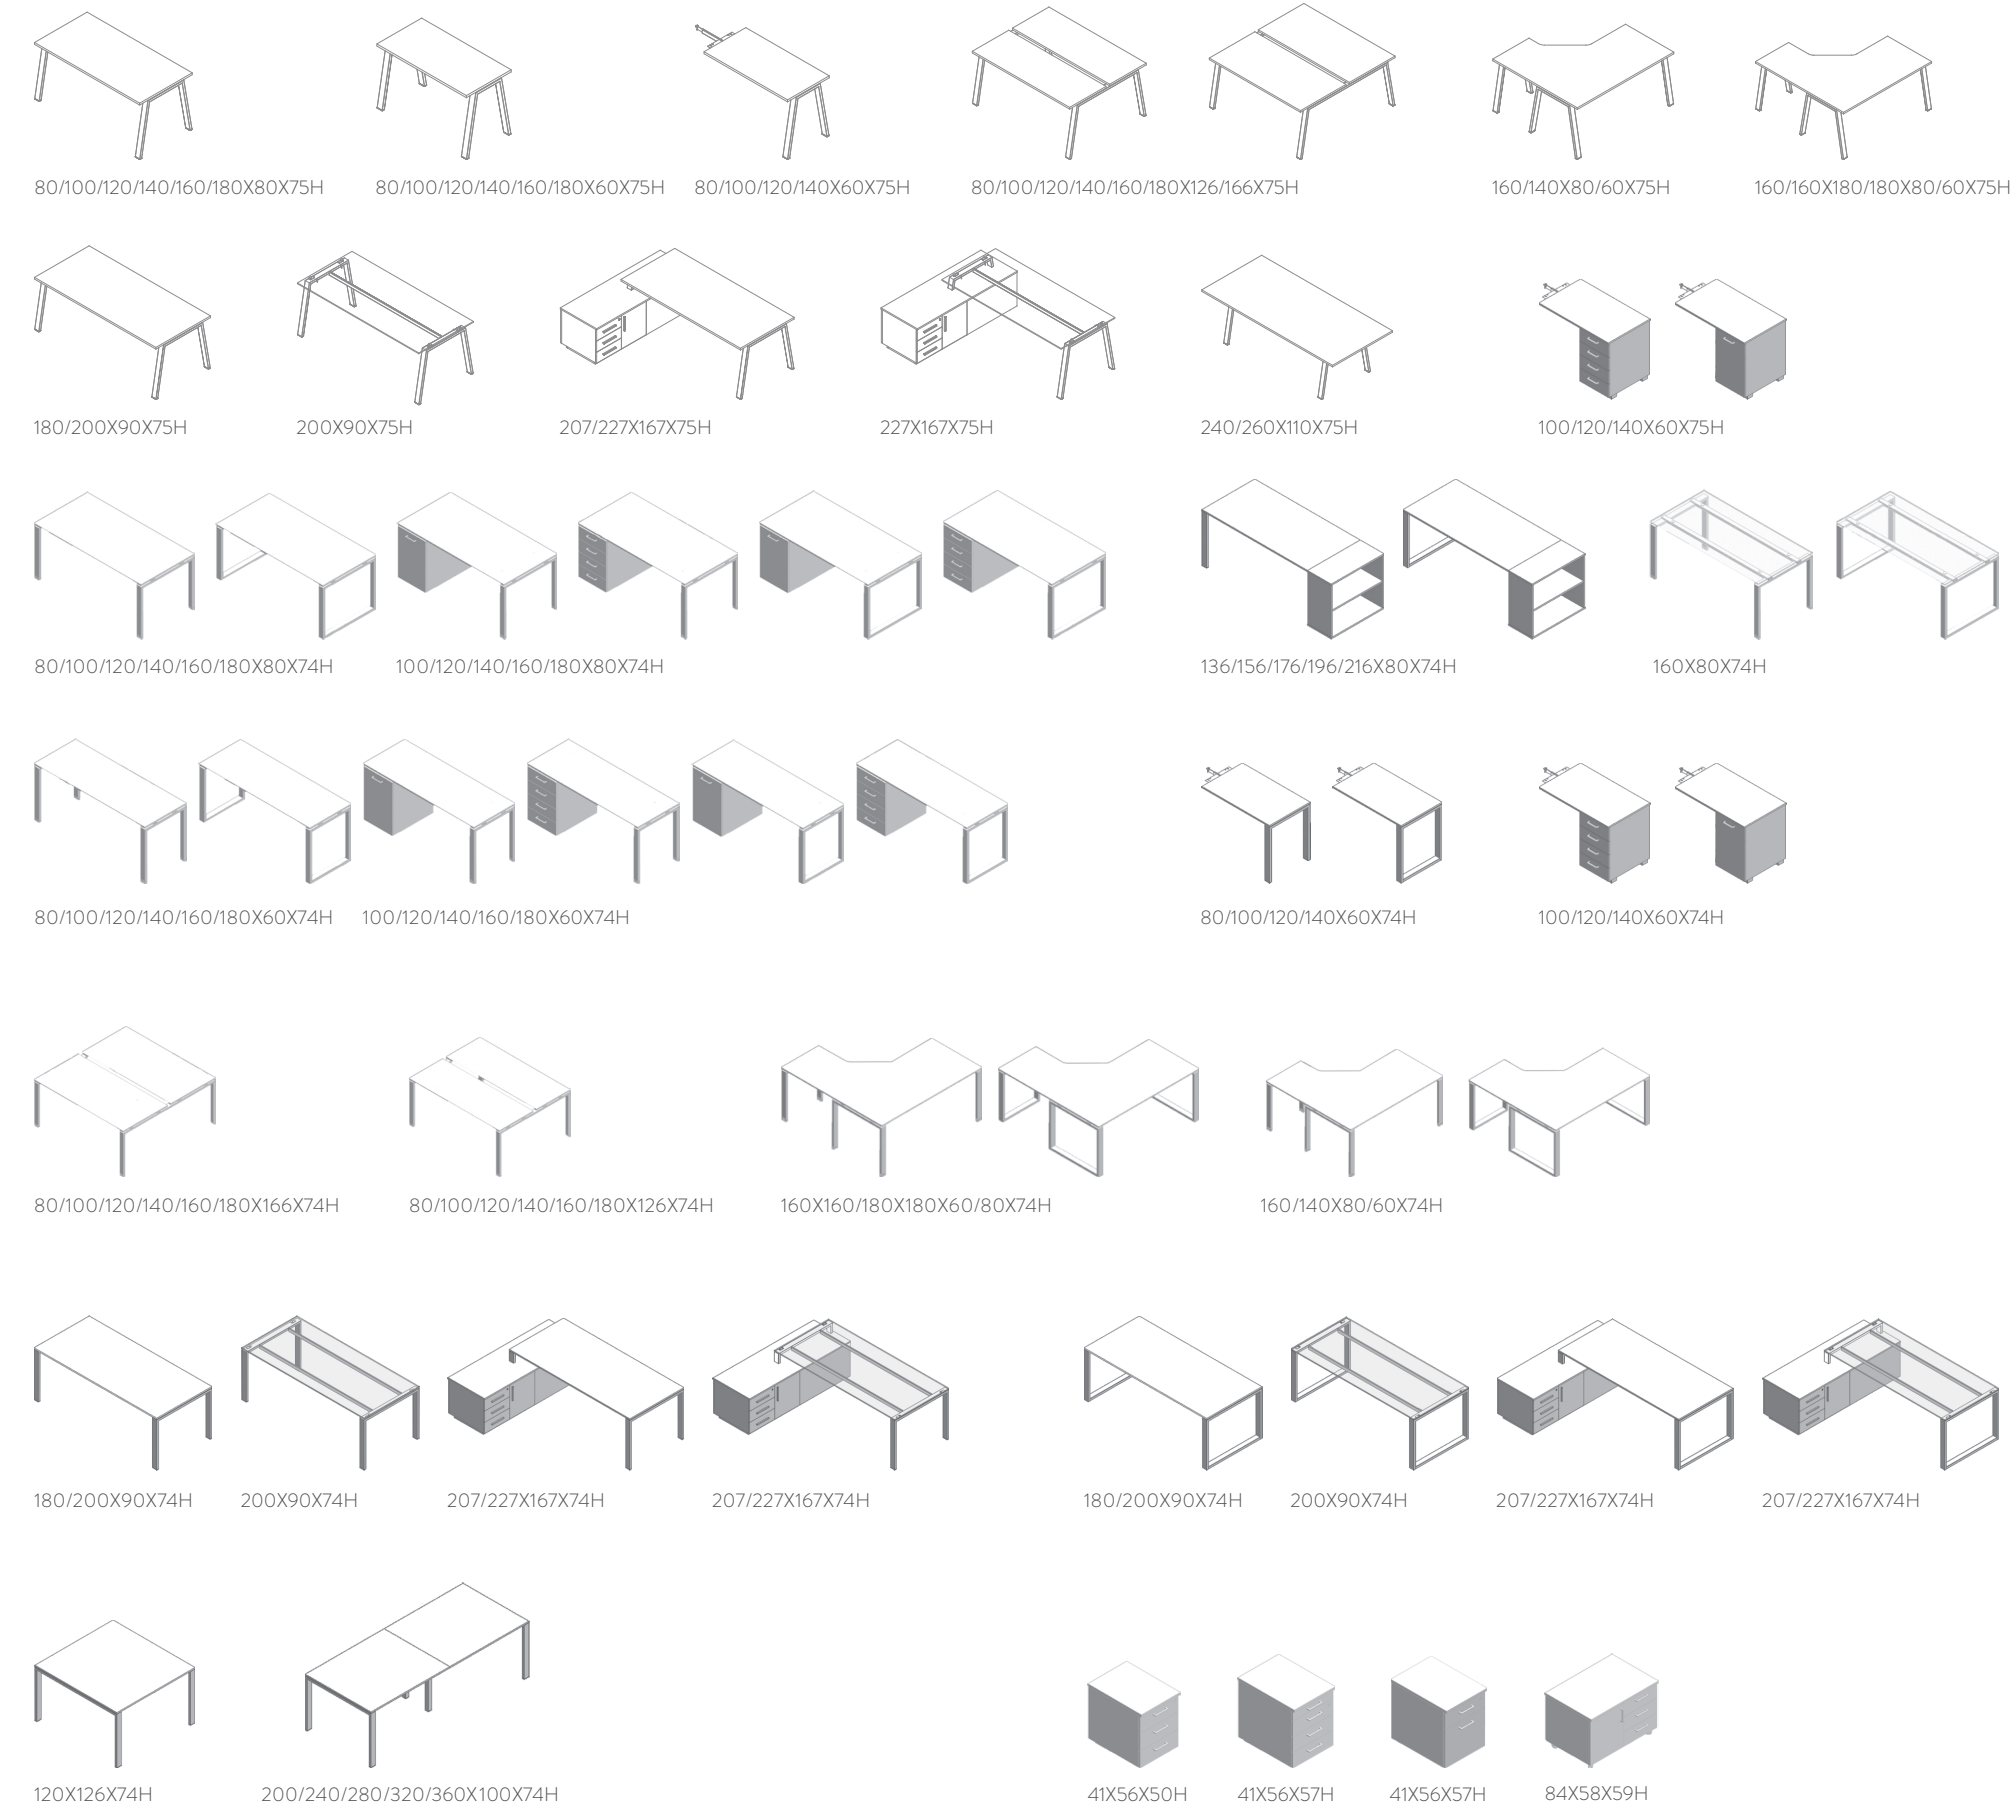 80/100/120/140/160/180X80X75H
80/100/120/140/160/180X60X75H
80/100/120/140X60X75H
80/100/120/140/160/180X126/166X75H
160/140X80/60X75H
160/160X180/180X80/60X75H
180/200X90X75H
200X90X75H
207/227X167X75H
227X167X75H
240/260X110X75H
100/120/140X60X75H
80/100/120/140/160/180X80X74H
100/120/140/160/180X80X74H
136/156/176/196/216X80X74H
160X80X74H
80/100/120/140/160/180X60X74H
100/120/140/160/180X60X74H
80/100/120/140X60X74H
100/120/140X60X74H
80/100/120/140/160/180X166X74H
80/100/120/140/160/180X126X74H
160X160/180X180X60/80X74H
160/140X80/60X74H
180/200X90X74H
200X90X74H
207/227X167X74H
207/227X167X74H
180/200X90X74H
200X90X74H
207/227X167X74H
207/227X167X74H
120X126X74H
200/240/280/320/360X100X74H
41X56X50H
41X56X57H
41X56X57H
84X58X59H